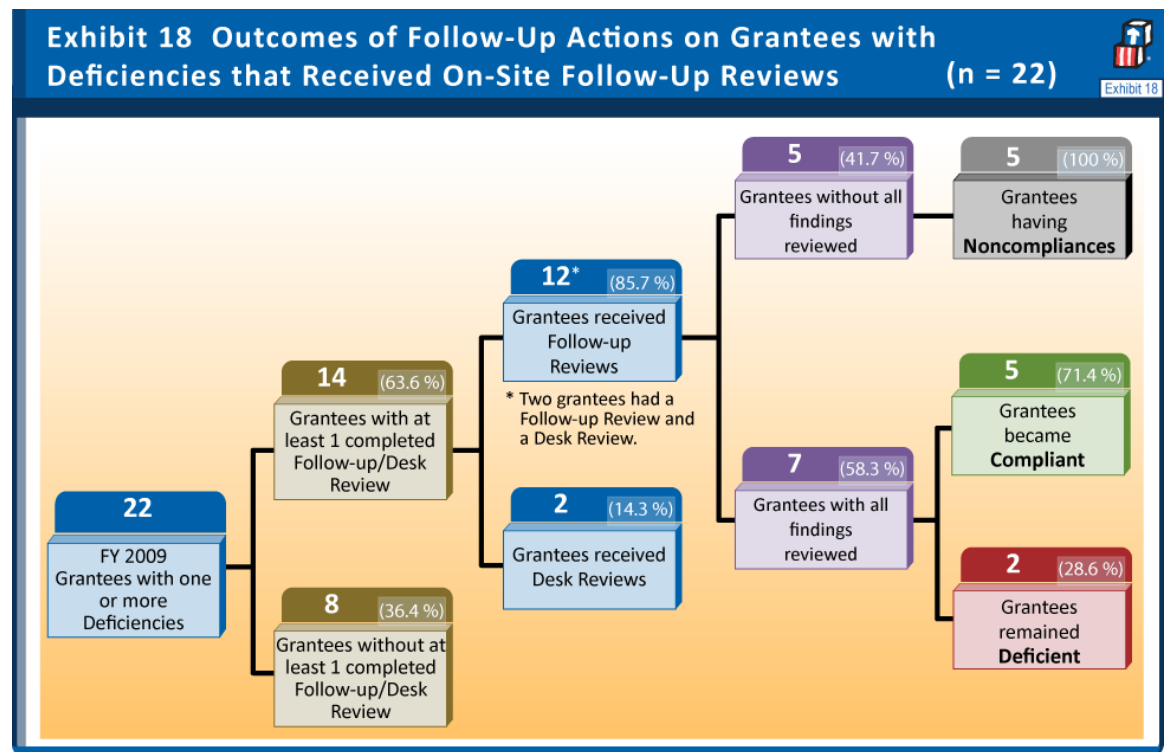 Exhibit 18 Outcomes of Follow-Up Actions on Grantees with
Deficiencies that Received On-Site Follow-Up Reviews (n = 22)
Exhibit 18
5 (41.7 %)
Grantees without all
findings
reviewed
5 (100 %)
Grantees
having
Noncompliances
12* (85.7 %)
Grantees received
Follow-up
Reviews
* Two grantees had a
Follow-up Review and
a Desk Review.
14 (63.6 %)
Grantees with at
least 1 completed
Follow-up/Desk
Review
5 (71.4 %)
Grantees
became
Compliant
7 (58.3 %)
Grantees with all
findings
reviewed
22
FY 2009
Grantees with one
or more
Deficiencies
2 (14.3 %)
Grantees received
Desk Reviews
2 (28.6 %)
Grantees
remained
Deficient
8 (36.4 %)
Grantees without at
least 1 completed
Follow-up/Desk
Review